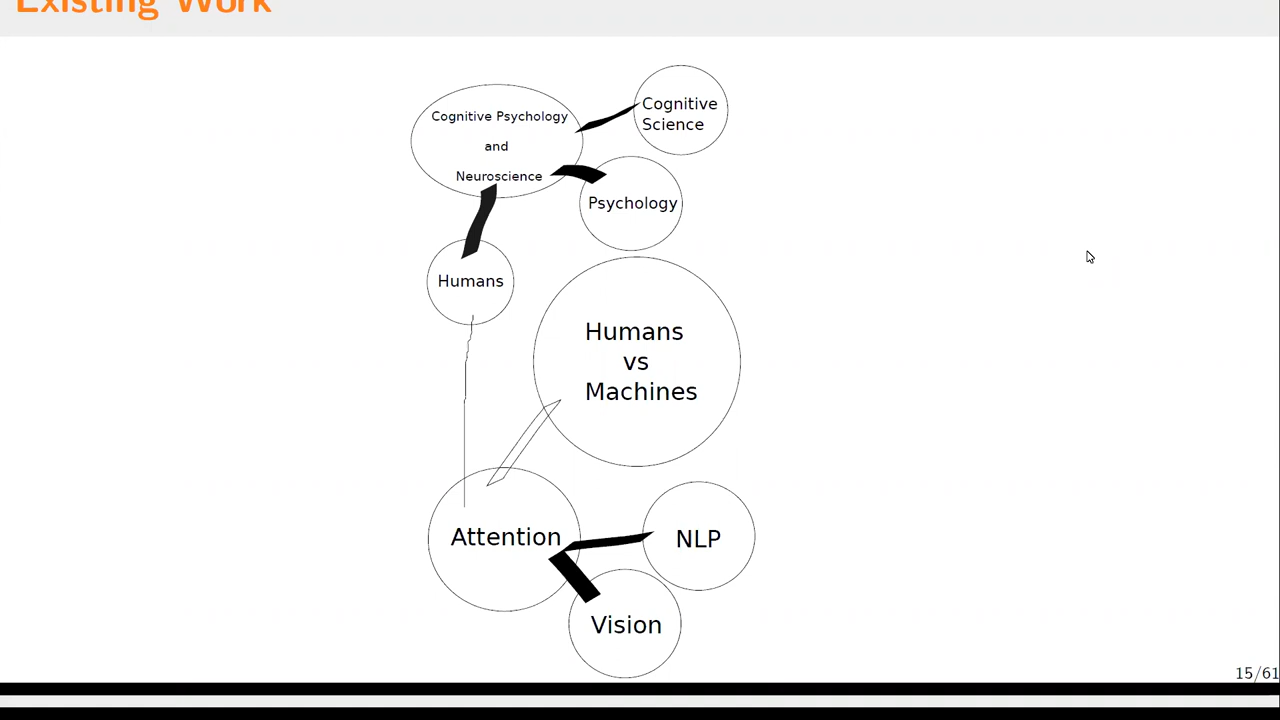 Existing Work
Cognitive Psychology
and
Neuroscience
Cognitive
Science
Psychology
Humans
Humans
vs
Machines
Attention
NLP
Vision
15/61